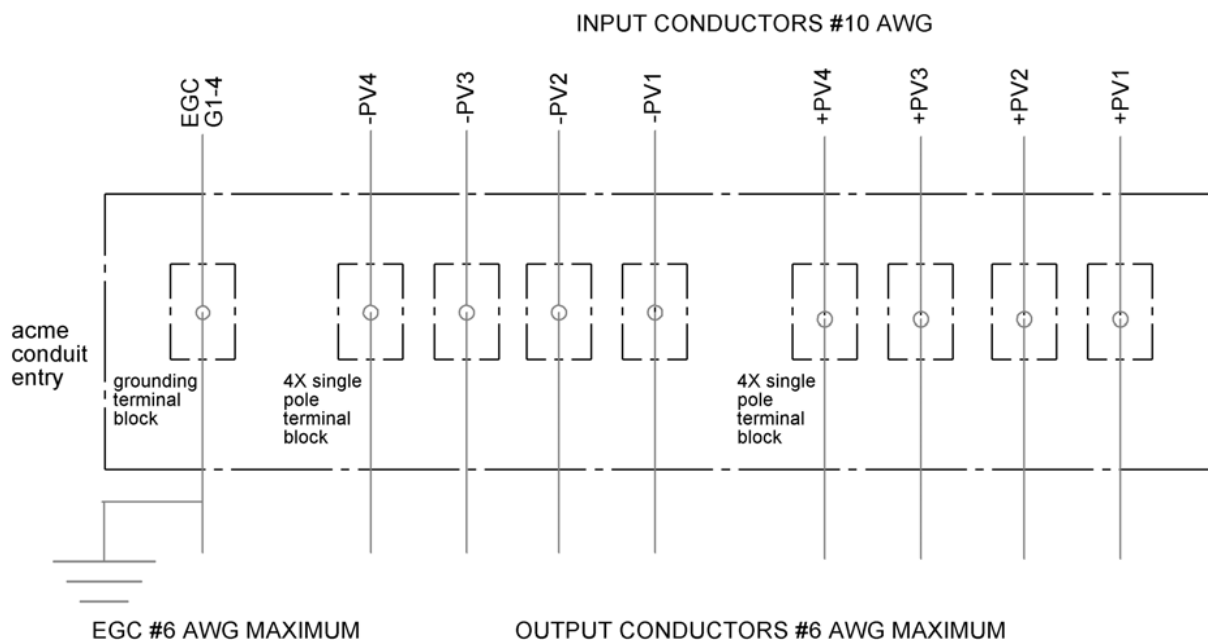 INPUT CONDUCTORS #10 AWG
EGC
G1-4
-PV4
-PV3
-PV2
-PV1
+PV4
+PV3
+PV2
+PV1
acme
conduit
entry
grounding
terminal
block
4X single
pole
terminal
block
4X single
pole
terminal
block
EGC #6 AWG MAXIMUM
OUTPUT CONDUCTORS #6 AWG MAXIMUM